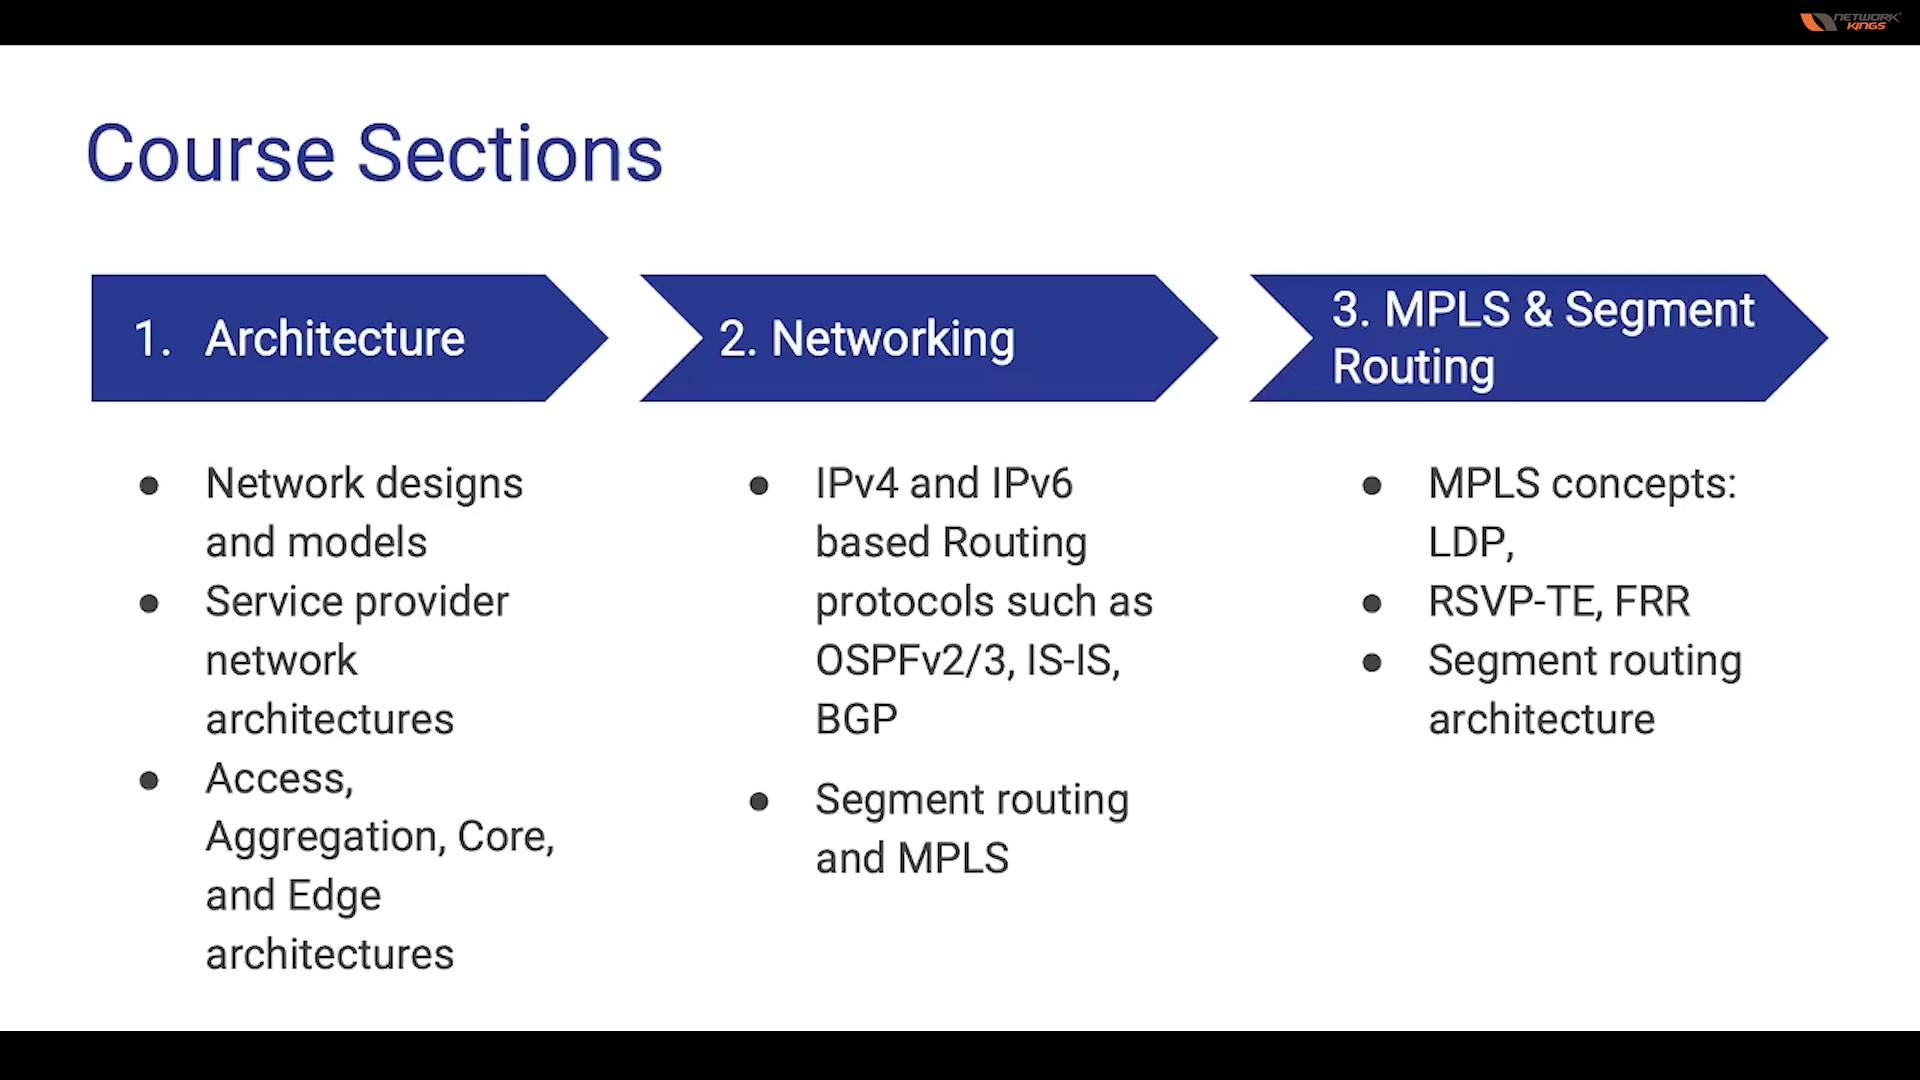 NETWORK
KINGS
Course Sections
1. Architecture
2. Networking
3. MPLS & Segment
Routing
● Network designs
and models
● Service provider
network
architectures
● Access,
Aggregation, Core,
and Edge
architectures
● IPv4 and IPv6
based Routing
protocols such as
OSPFv2/3, IS-IS,
BGP
● Segment routing
and MPLS
● MPLS concepts:
LDP,
● RSVP-TE, FRR
● Segment routing
architecture